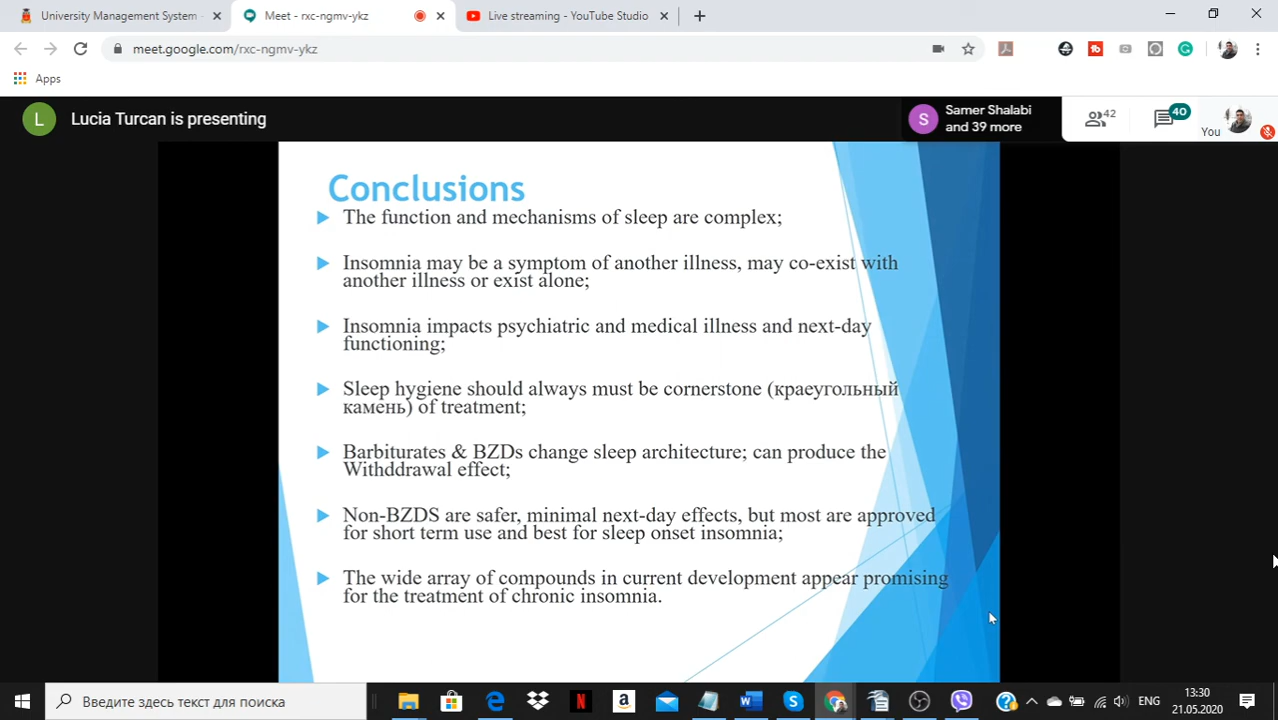 University Management System -
Meet - rxc-ngmv-ykz
Live streaming - YouTube Studio
meet.google.com/rxc-ngmv-ykz
Apps
L
Lucia Turcan is presenting
S
Samer Shalabi
and 39 more
42
40
You
Conclusions
The function and mechanisms of sleep are complex;
Insomnia may be a symptom of another illness, may co-exist with
another illness or exist alone;
Insomnia impacts psychiatric and medical illness and next-day
functioning;
Sleep hygiene should always must be cornerstone (краеугольный
камень) of treatment;
Barbiturates & BZDs change sleep architecture; can produce the
Withddrawal effect;
Non-BZDS are safer, minimal next-day effects, but most are approved
for short term use and best for sleep onset insomnia;
The wide array of compounds in current development appear promising
for the treatment of chronic insomnia.
Введите здесь текст для поиска
ENG
13:30
21.05.2020